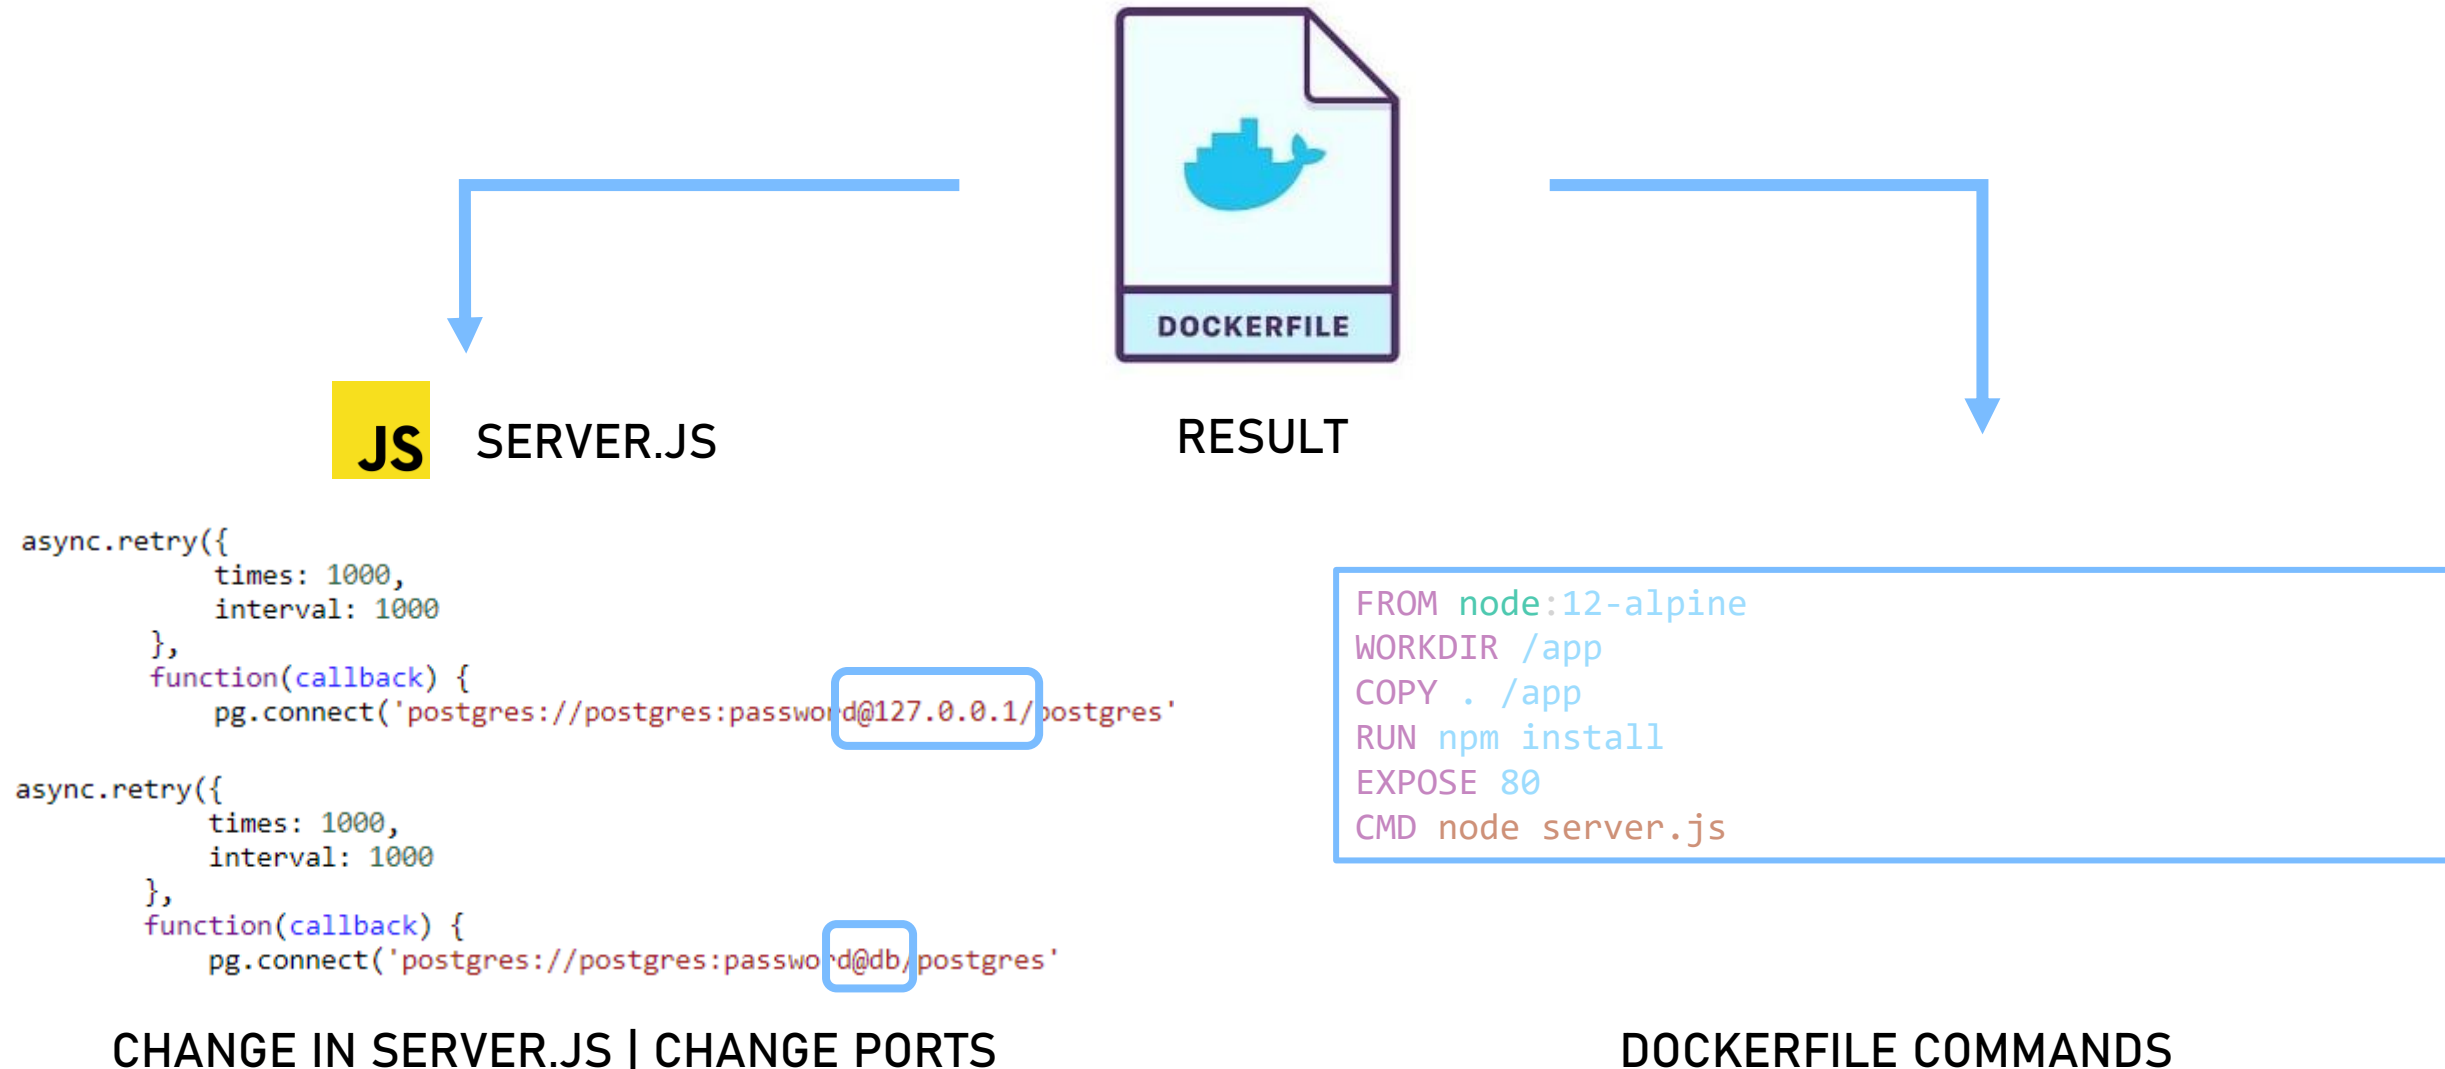 DOCKERFILE
JS
SERVER.JS
RESULT
async.retry({
times: 1000,
interval: 1000
},
function(callback) {
pg.connect('postgres://postgres:password@127.0.0.1/postgres'
async.retry({
times: 1000,
interval: 1000
},
function(callback) {
pg.connect('postgres://postgres:password@db/postgres'
CHANGE IN SERVER.JS | CHANGE PORTS
FROM node:12-alpine
WORKDIR /app
COPY . /app
RUN npm install
EXPOSE 80
CMD node server.js
DOCKERFILE COMMANDS